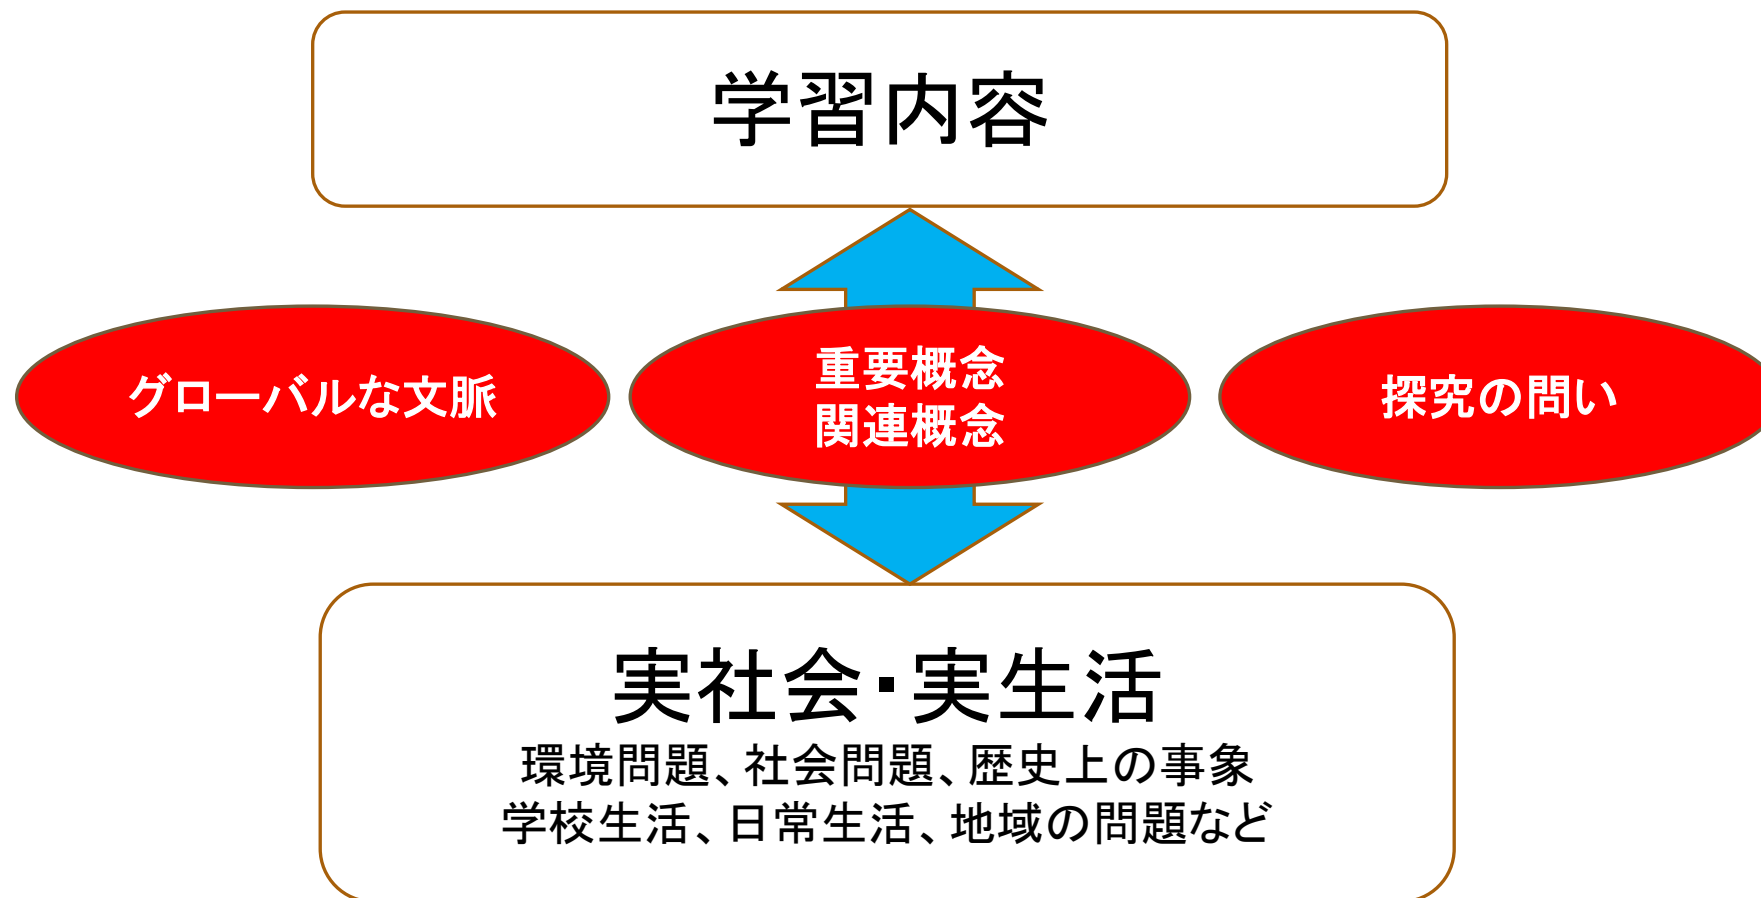 学習内容
グローバルな文脈
重要概念
関連概念
探究の問い
実社会・実生活
環境問題、社会問題、歴史上の事象
学校生活、日常生活、地域の問題など